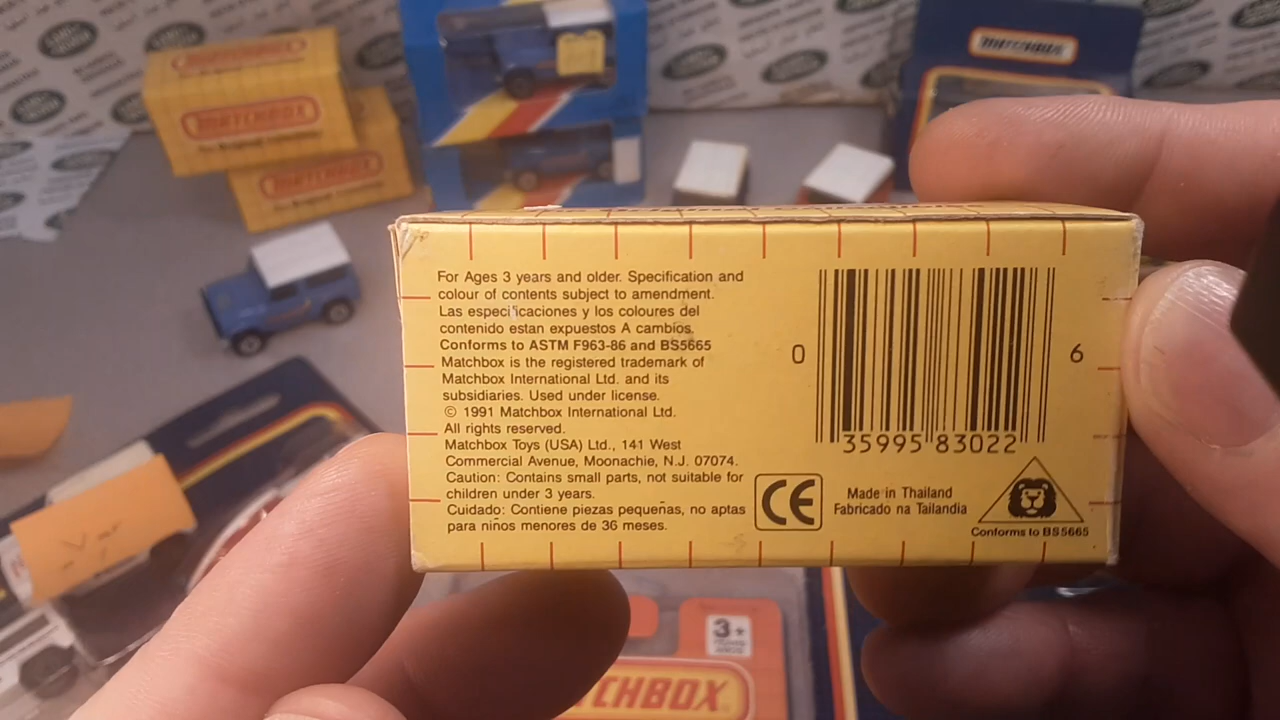 MATCHBOX
MATCHBOX
MATCHBOX
MATCHBOX
For Ages 3 years and older. Specification and
colour of contents subject to amendment.
Las especificaciones y los coloures del
contenido estan expuestos A cambios.
Conforms to ASTM F963-86 and BS5665
Matchbox is the registered trademark of
Matchbox International Ltd. and its
subsidiaries. Used under license.
© 1991 Matchbox International Ltd.
All rights reserved.
Matchbox Toys (USA) Ltd., 141 West
Commercial Avenue, Moonachie, N.J. 07074.
Caution: Contains small parts, not suitable for
children under 3 years.
Cuidado: Contiene piezas pequeñas, no aptas
para niños menores de 36 meses.
0 35995 83022 6
CE
Made in Thailand
Fabricado na Tailandia
Conforms to BS5665
3+
TCHBOX